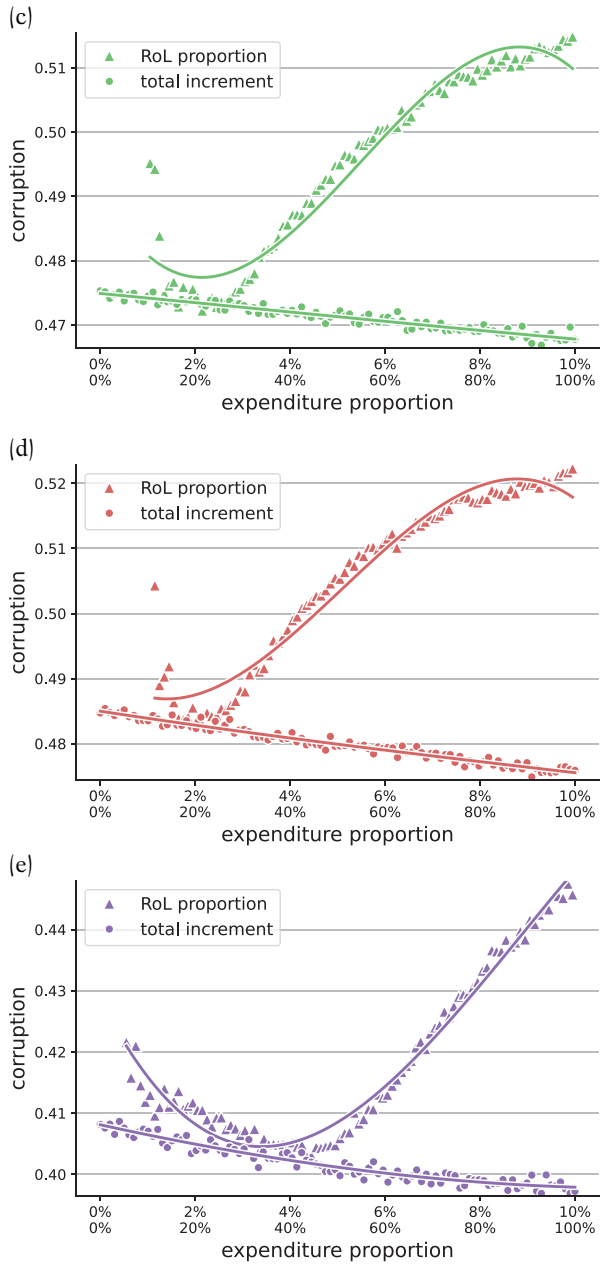 (c)
RoL proportion
total increment
0.51
0.50
0.49
0.48
0.47
corruption
0% 2% 4% 6% 8% 10%
0% 20% 40% 60% 80% 100%
expenditure proportion
(d)
RoL proportion
total increment
0.52
0.51
0.50
0.49
0.48
corruption
0% 2% 4% 6% 8% 10%
0% 20% 40% 60% 80% 100%
expenditure proportion
(e)
RoL proportion
total increment
0.44
0.43
0.42
0.41
0.40
corruption
0% 2% 4% 6% 8% 10%
0% 20% 40% 60% 80% 100%
expenditure proportion